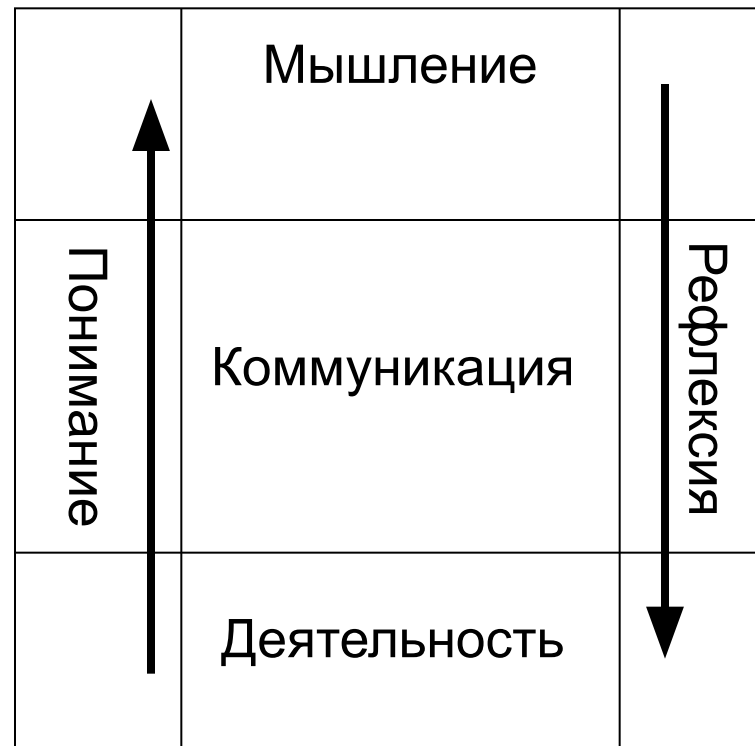 Мышление
Понимание
Коммуникация
Рефлексия
Деятельность